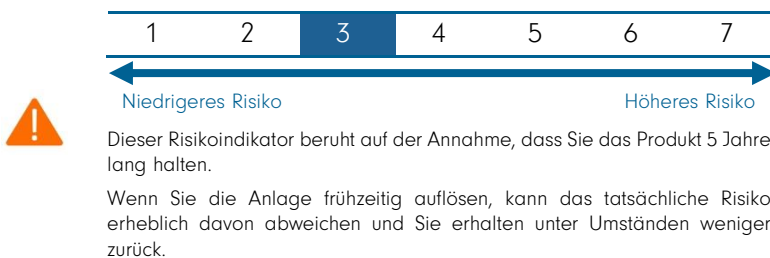 1 2 3 4 5 6 7
Niedrigeres Risiko Höheres Risiko
Dieser Risikoindikator beruht auf der Annahme, dass Sie das Produkt 5 Jahre
lang halten.
Wenn Sie die Anlage frühzeitig auflösen, kann das tatsächliche Risiko
erheblich davon abweichen und Sie erhalten unter Umständen weniger
zurück.